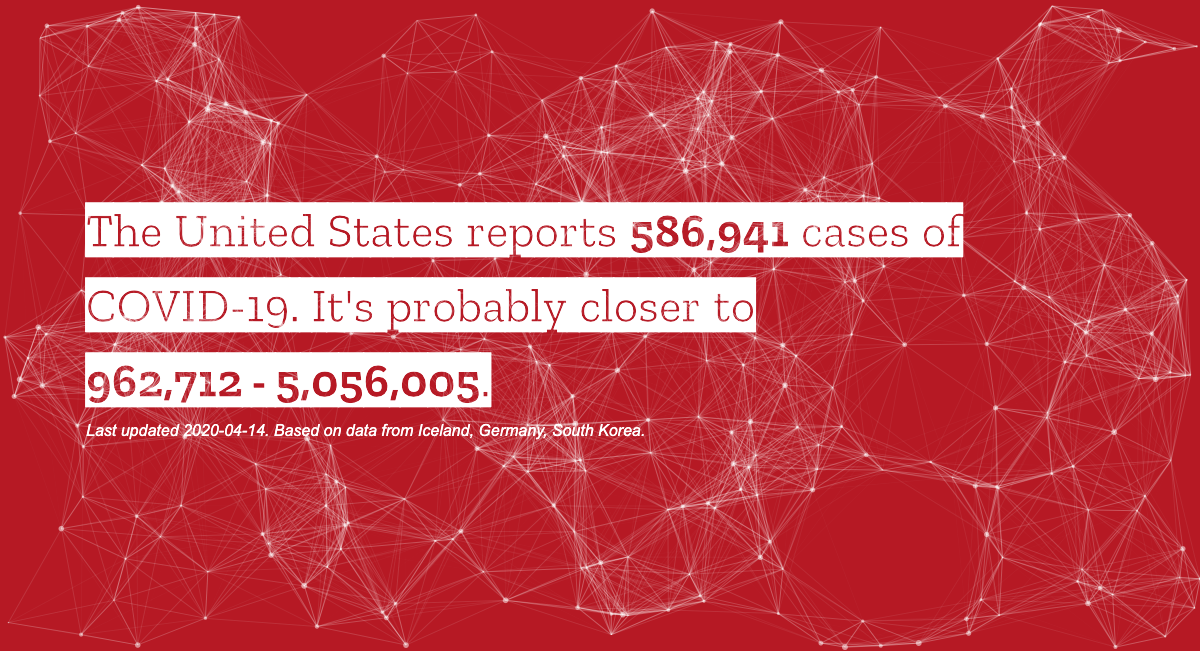 The United States reports 586,941 cases of
COVID-19. It's probably closer to
962,712 - 5,056,005.
Last updated 2020-04-14. Based on data from Iceland, Germany, South Korea.